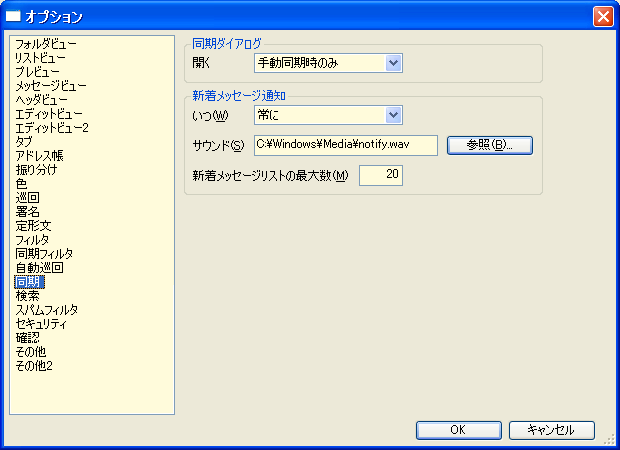 オプション
フォルダビュー
リストビュー
プレビュー
メッセージビュー
ヘッダビュー
エディットビュー
エディットビュー2
タブ
アドレス帳
振り分け
色
巡回
署名
定形文
フィルタ
同期フィルタ
自動巡回
同期
検索
スパムフィルタ
セキュリティ
確認
その他
その他2
同期ダイアログ
開く 手動同期時のみ
新着メッセージ通知
いつ(W) 常に
サウンド(S) C:¥Windows¥Media¥notify.wav 参照(B)...
新着メッセージリストの最大数(M) 20
OK キャンセル